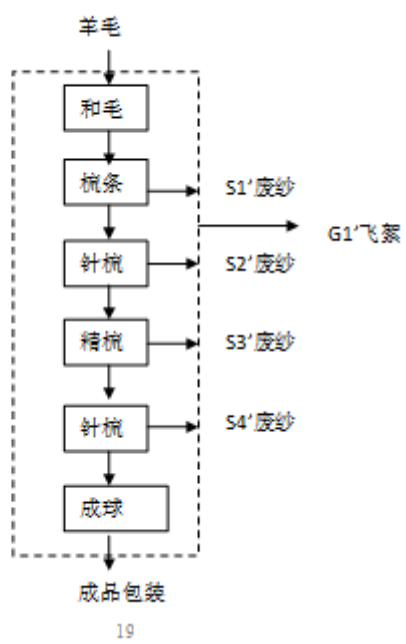 羊毛
和毛
梳条
S1’废纱
G1’飞絮
针梳
S2’废纱
精梳
S3’废纱
针梳
S4’废纱
成球
成品包装
19